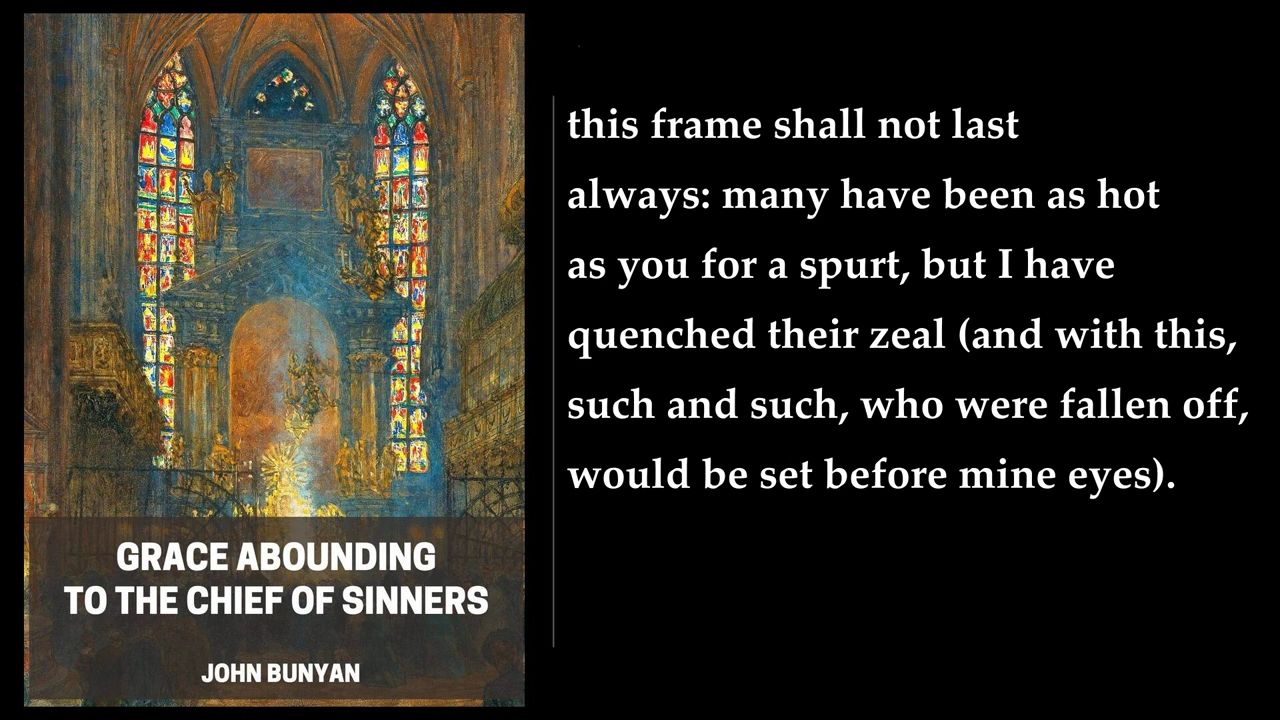 this frame shall not last
always: many have been as hot
as you for a spurt, but I have
quenched their zeal (and with this,
such and such, who were fallen off,
would be set before mine eyes).
GRACE ABOUNDING
TO THE CHIEF OF SINNERS
JOHN BUNYAN